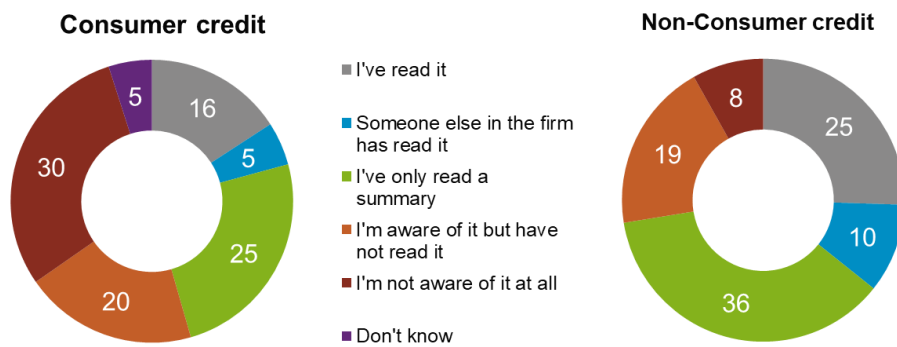 Consumer credit
5
16
5
25
20
30
I've read it
Someone else in the firm
has read it
I've only read a
summary
I'm aware of it but have
not read it
I'm not aware of it at all
Don't know
Non-Consumer credit
8
25
10
36
19